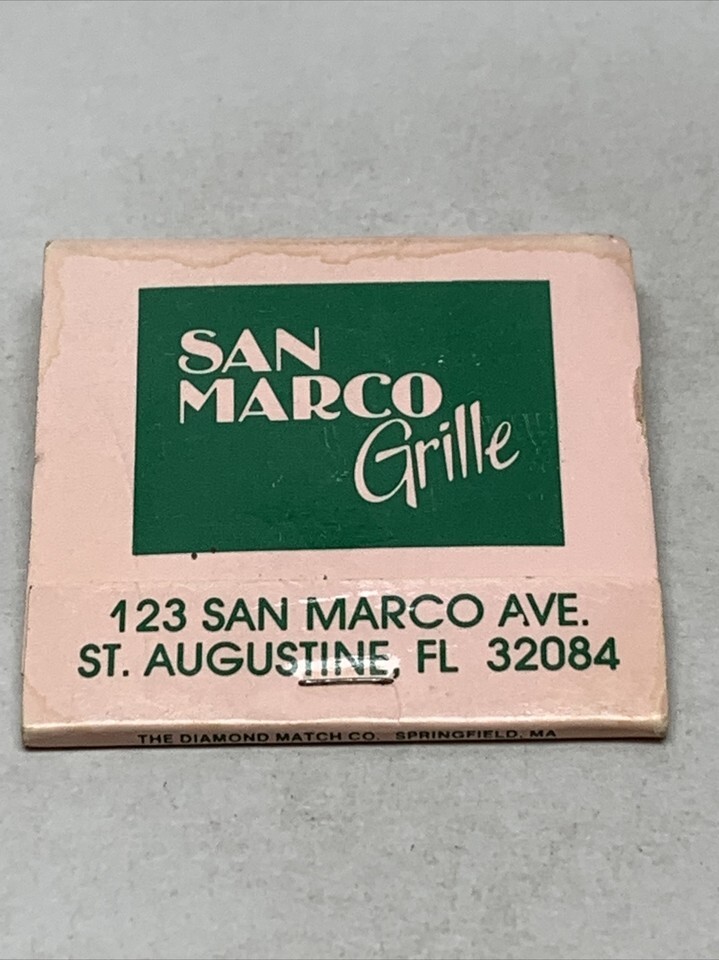 SAN
MARCO
Grille
123 SAN MARCO AVE.
ST. AUGUSTINE, FL 32084
THE DIAMOND MATCH CO. SPRINGFIELD, MA